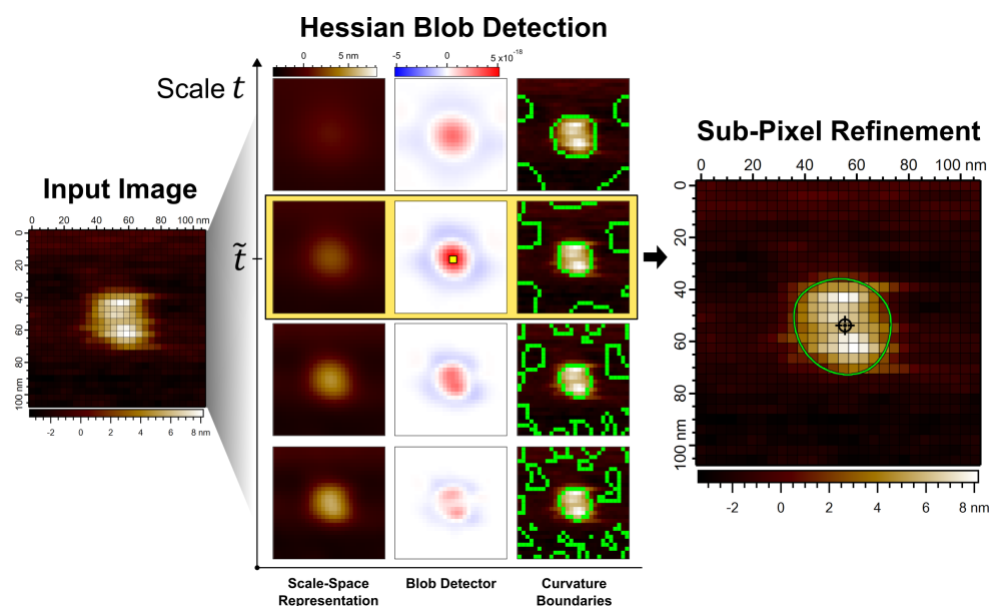 Hessian Blob Detection
0 5 nm
-5 0 5 x10⁻¹⁸
Scale t
Input Image
0 20 40 60 80 100 nm
0
20
40
60
80
100 nm
-2 0 2 4 6 8 nm
t̃
Scale-Space
Representation
Blob Detector
Curvature
Boundaries
Sub-Pixel Refinement
0 20 40 60 80 100 nm
0
20
40
60
80
100 nm
-2 0 2 4 6 8 nm